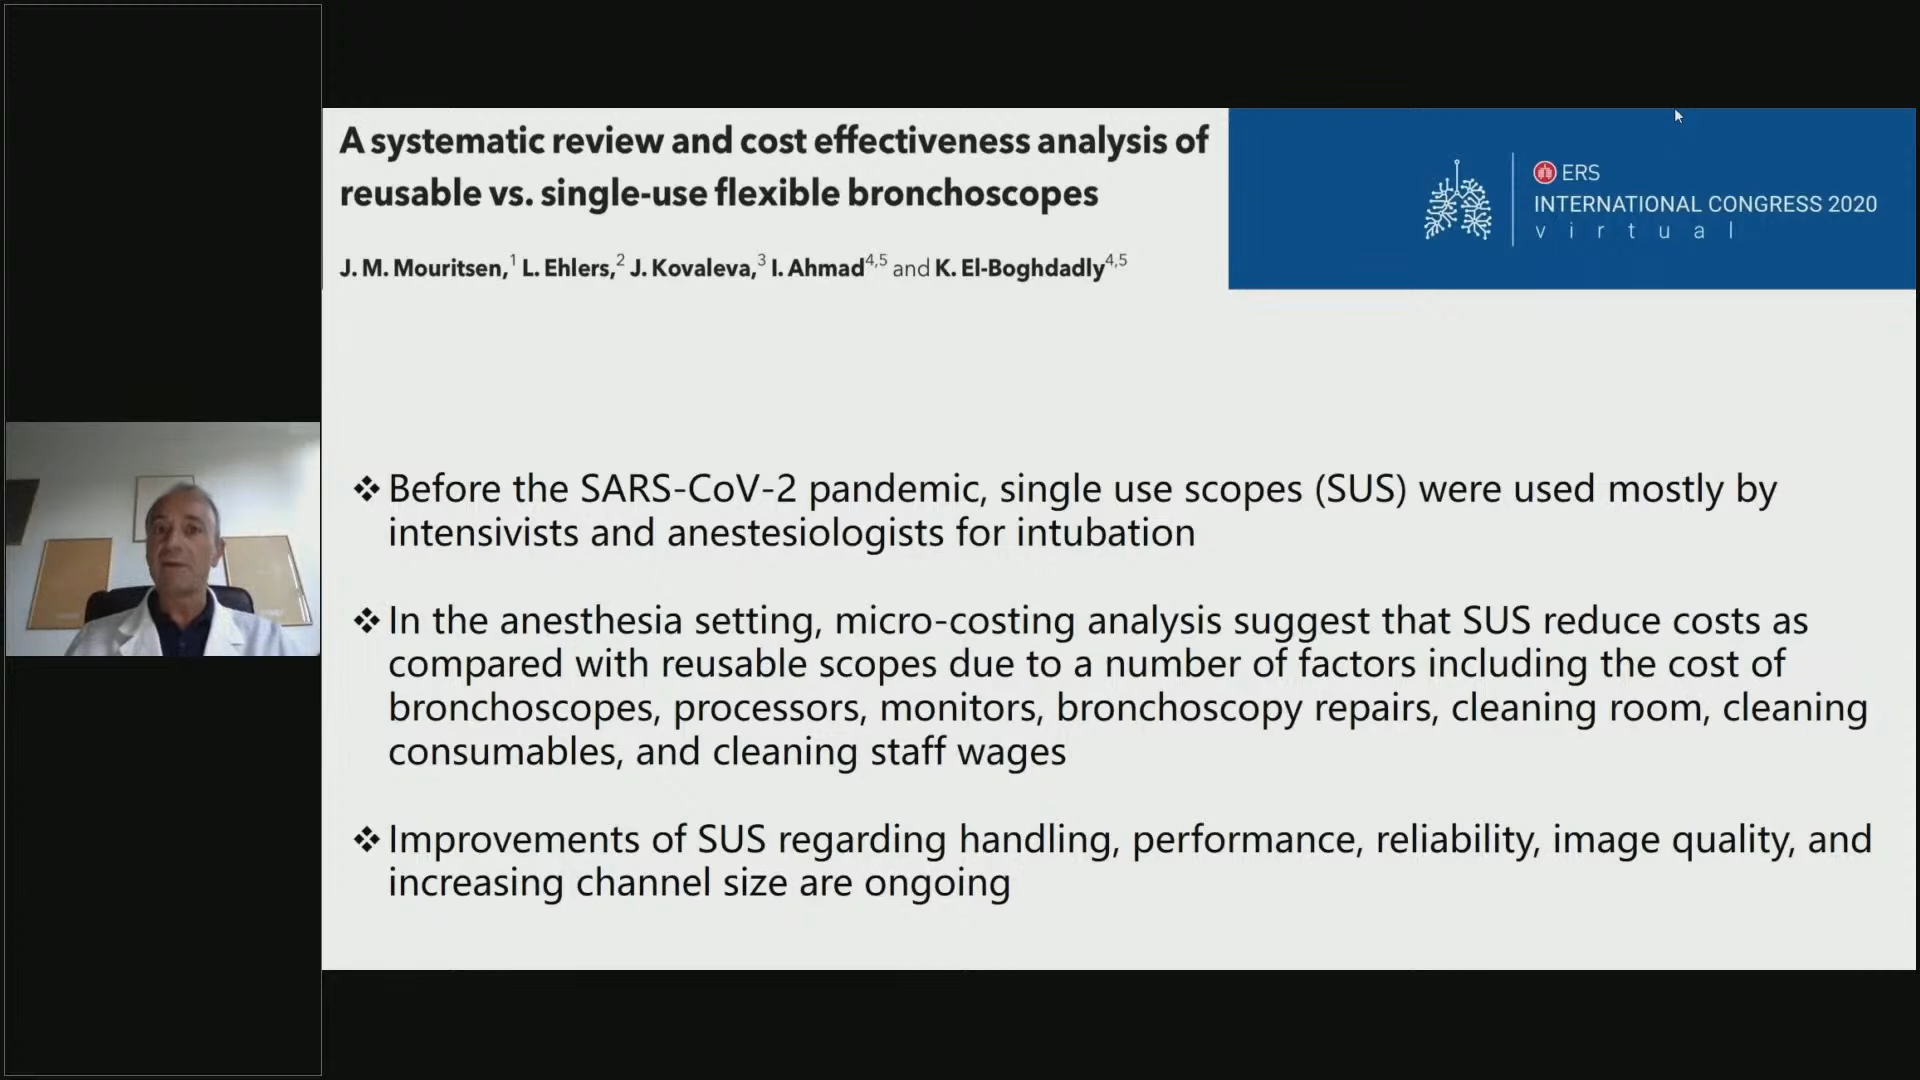 A systematic review and cost effectiveness analysis of
reusable vs. single-use flexible bronchoscopes
J. M. Mouritsen,1 L. Ehlers,2 J. Kovaleva,3 I. Ahmad4,5 and K. El-Boghdadly4,5
ERS
INTERNATIONAL CONGRESS 2020
virtual
❖ Before the SARS-CoV-2 pandemic, single use scopes (SUS) were used mostly by
intensivists and anestesiologists for intubation
❖ In the anesthesia setting, micro-costing analysis suggest that SUS reduce costs as
compared with reusable scopes due to a number of factors including the cost of
bronchoscopes, processors, monitors, bronchoscopy repairs, cleaning room, cleaning
consumables, and cleaning staff wages
❖ Improvements of SUS regarding handling, performance, reliability, image quality, and
increasing channel size are ongoing